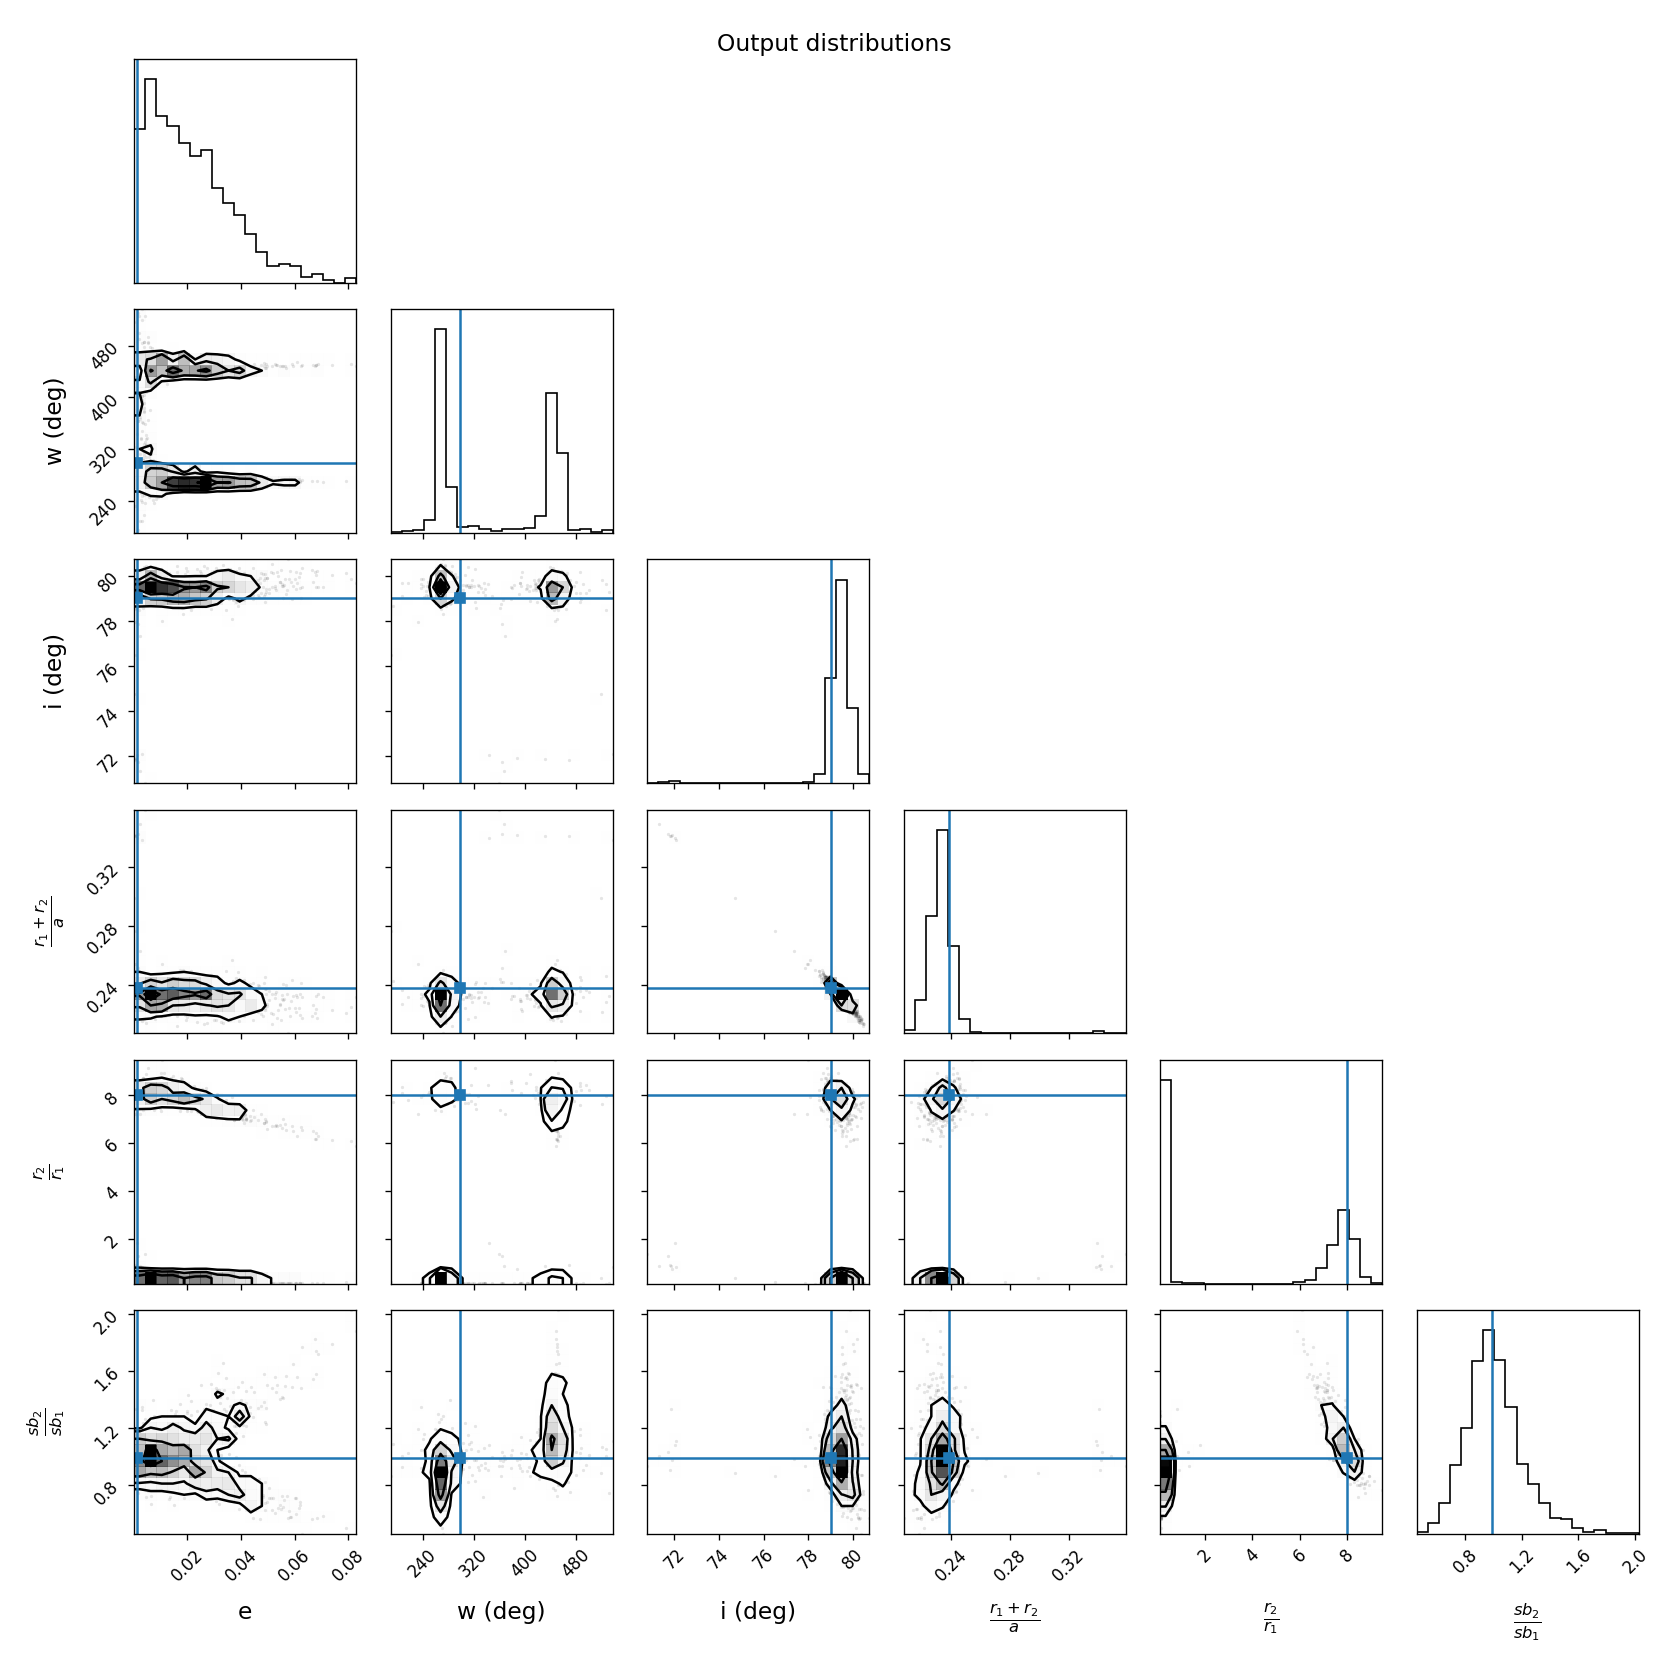 Output distributions
w (deg)
480
400
320
240
i (deg)
80
78
76
74
72
r₁ + r₂
a
0.32
0.28
0.24
r₂
r₁
8
6
4
2
sb₂
sb₁
2.0
1.6
1.2
0.8
0.02 0.04 0.06 0.08 240 320 400 480 72 74 76 78 80 0.24 0.28 0.32 2 4 6 8 0.8 1.2 1.6 2.0
e w (deg) i (deg) r₁ + r₂ r₂ sb₂
a r₁ sb₁